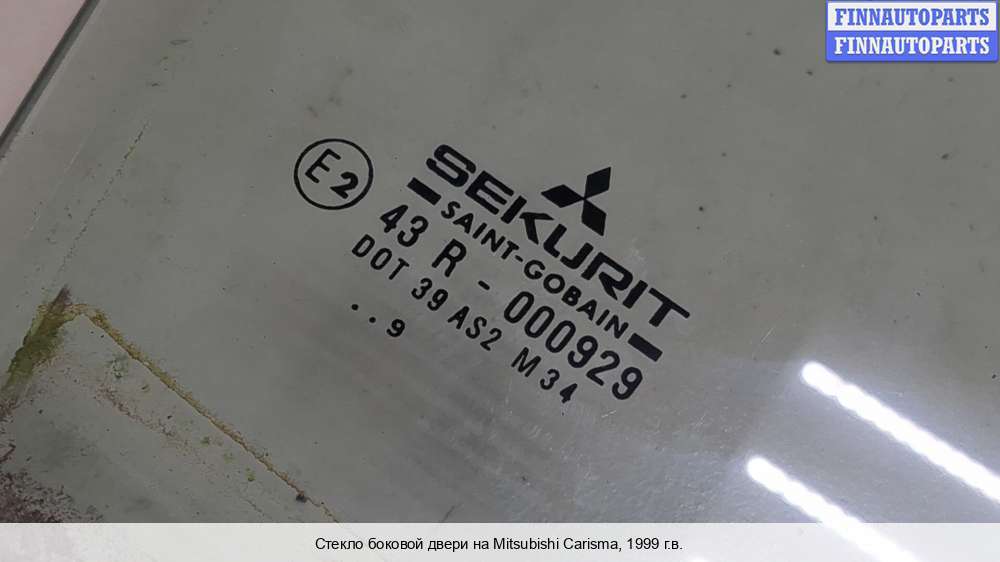 FINNAUTOPARTS
FINNAUTOPARTS
SEKURIT
SAINT-GOBAIN
E2
43 R - 000929
DOT 39 AS2 M34
..9
Стекло боковой двери на Mitsubishi Carisma, 1999 г.в.